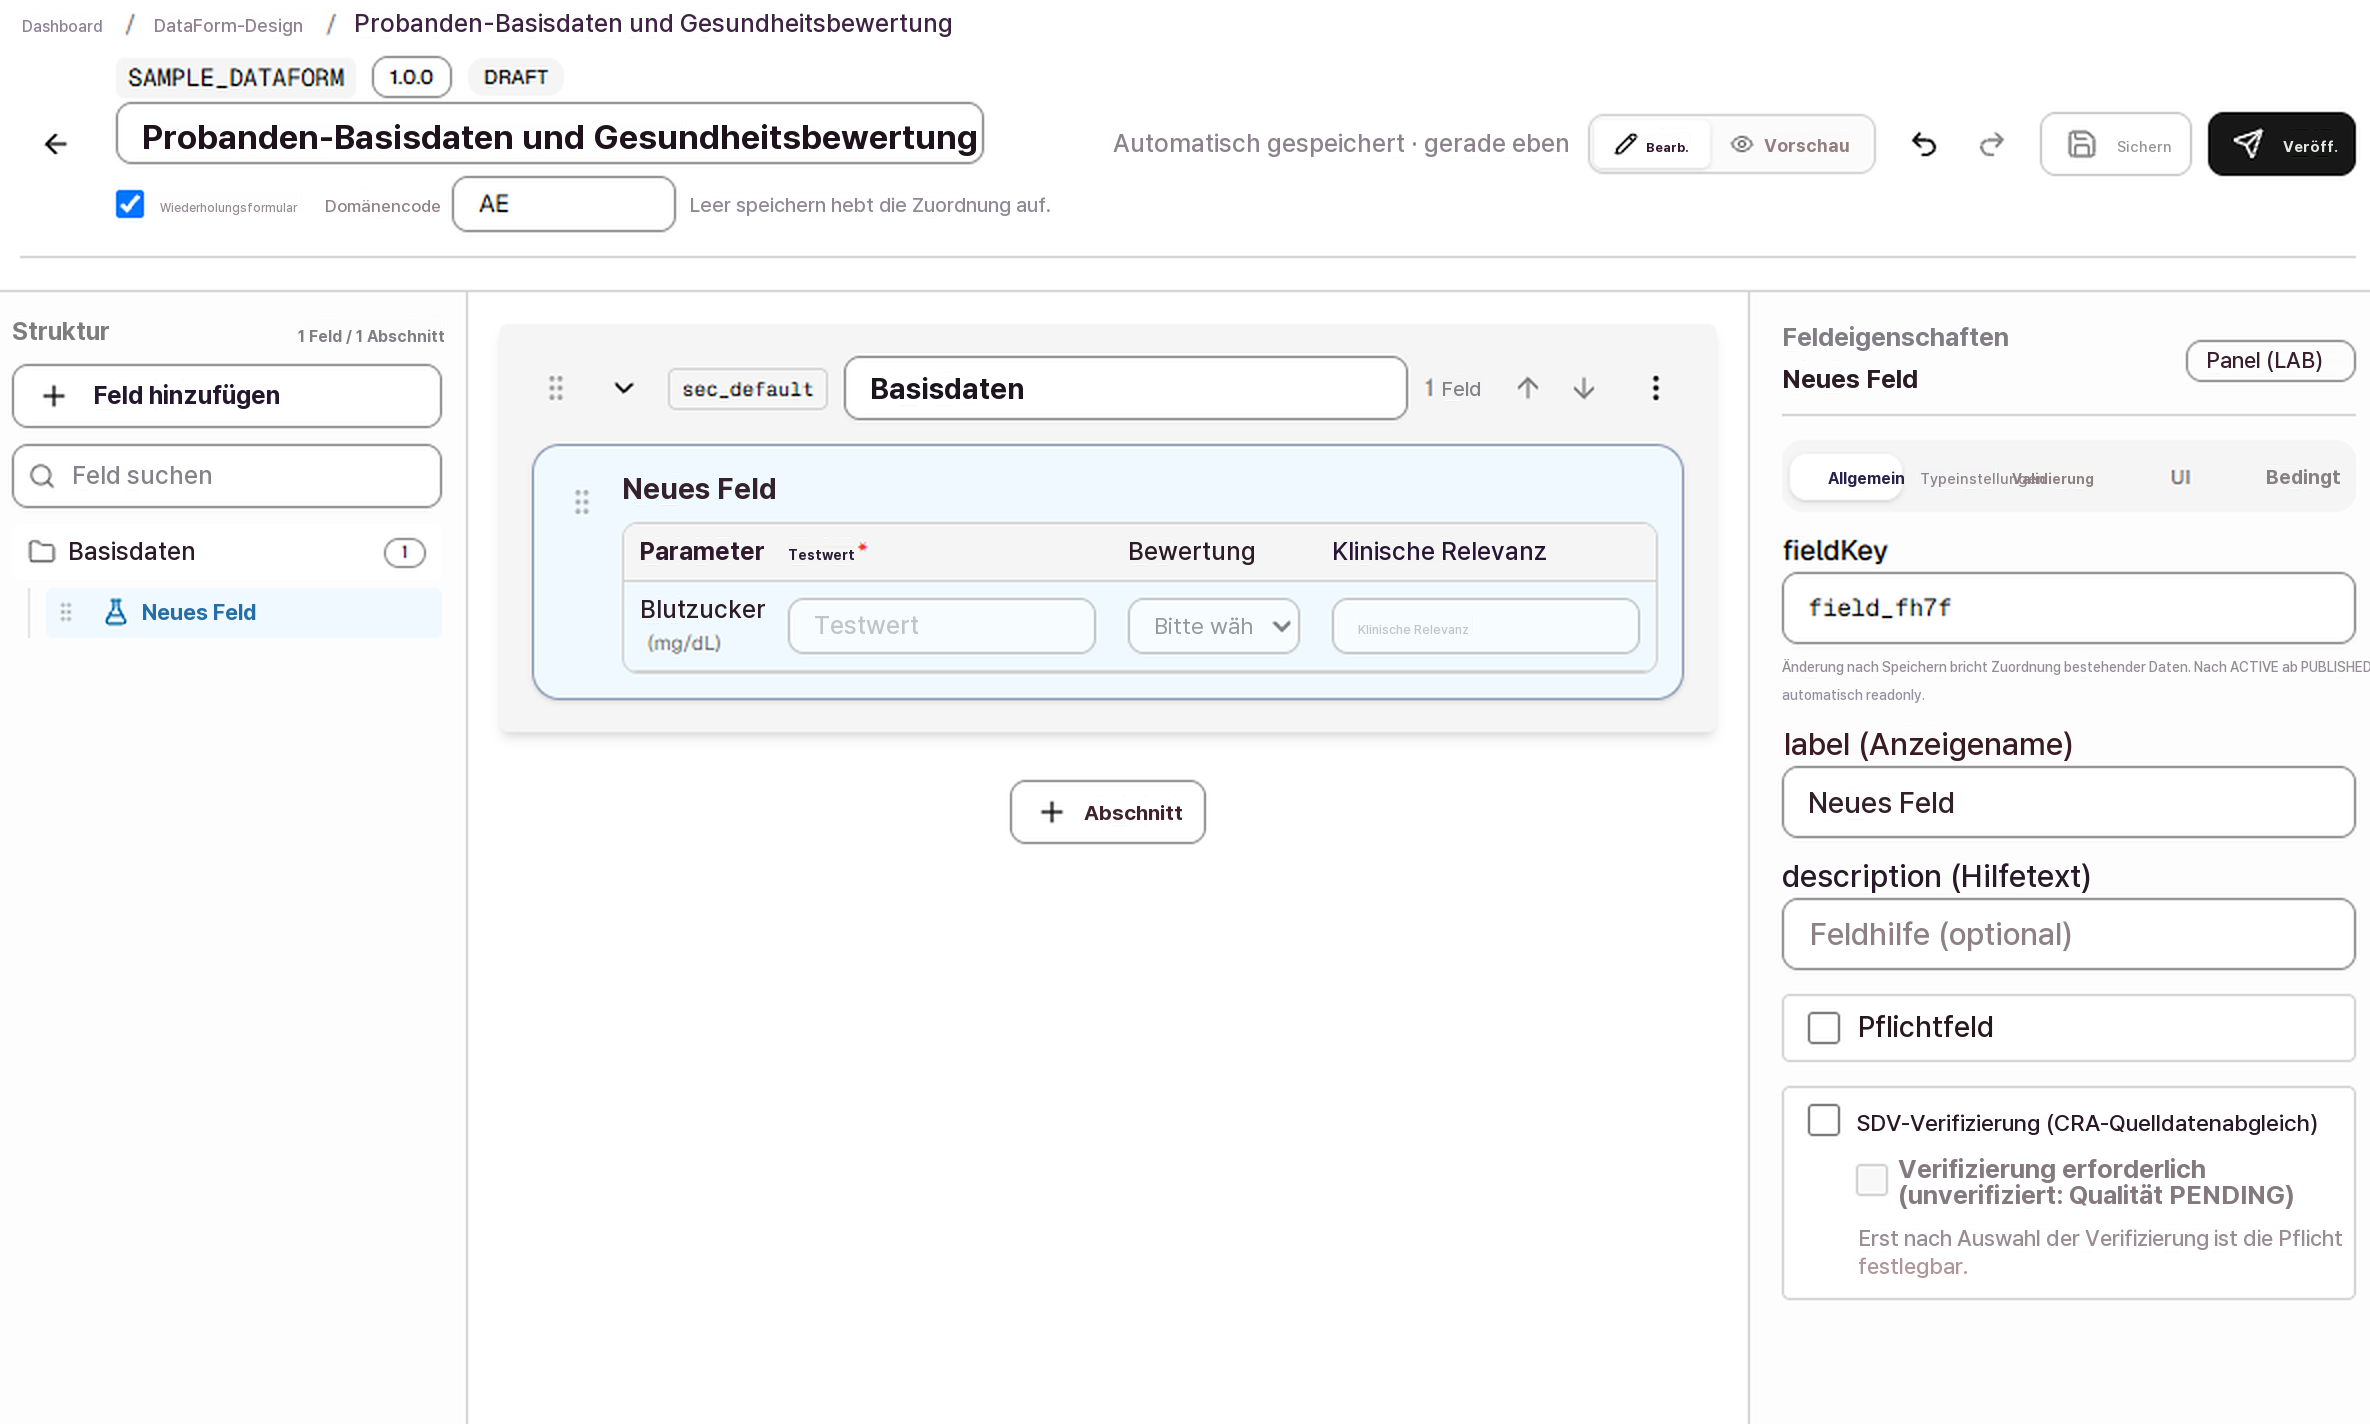 Dashboard / DataForm-Design / Probanden-Basisdaten und Gesundheitsbewertung
SAMPLE_DATAFORM 1.0.0 DRAFT
Probanden-Basisdaten und Gesundheitsbewertung
Automatisch gespeichert · gerade eben
Bearb.
Vorschau
Sichern
Veröff.
Wiederholungsformular
Domänencode
AE
Leer speichern hebt die Zuordnung auf.
Struktur
1 Feld / 1 Abschnitt
Feld hinzufügen
Feld suchen
Basisdaten
1
Neues Feld
sec_default
Basisdaten
1 Feld
Neues Feld
Parameter Testwert * Bewertung Klinische Relevanz
Blutzucker
(mg/dL)
Testwert
Bitte wäh
Klinische Relevanz
Abschnitt
Feldeigenschaften
Neues Feld
Panel (LAB)
Allgemein Typeinstellungen Validierung UI Bedingt
fieldKey
field_fh7f
Änderung nach Speichern bricht Zuordnung bestehender Daten. Nach ACTIVE ab PUBLISHED
automatisch readonly.
label (Anzeigename)
Neues Feld
description (Hilfetext)
Feldhilfe (optional)
Pflichtfeld
SDV-Verifizierung (CRA-Quelldatenabgleich)
Verifizierung erforderlich
(unverifiziert: Qualität PENDING)
Erst nach Auswahl der Verifizierung ist die Pflicht
festlegbar.